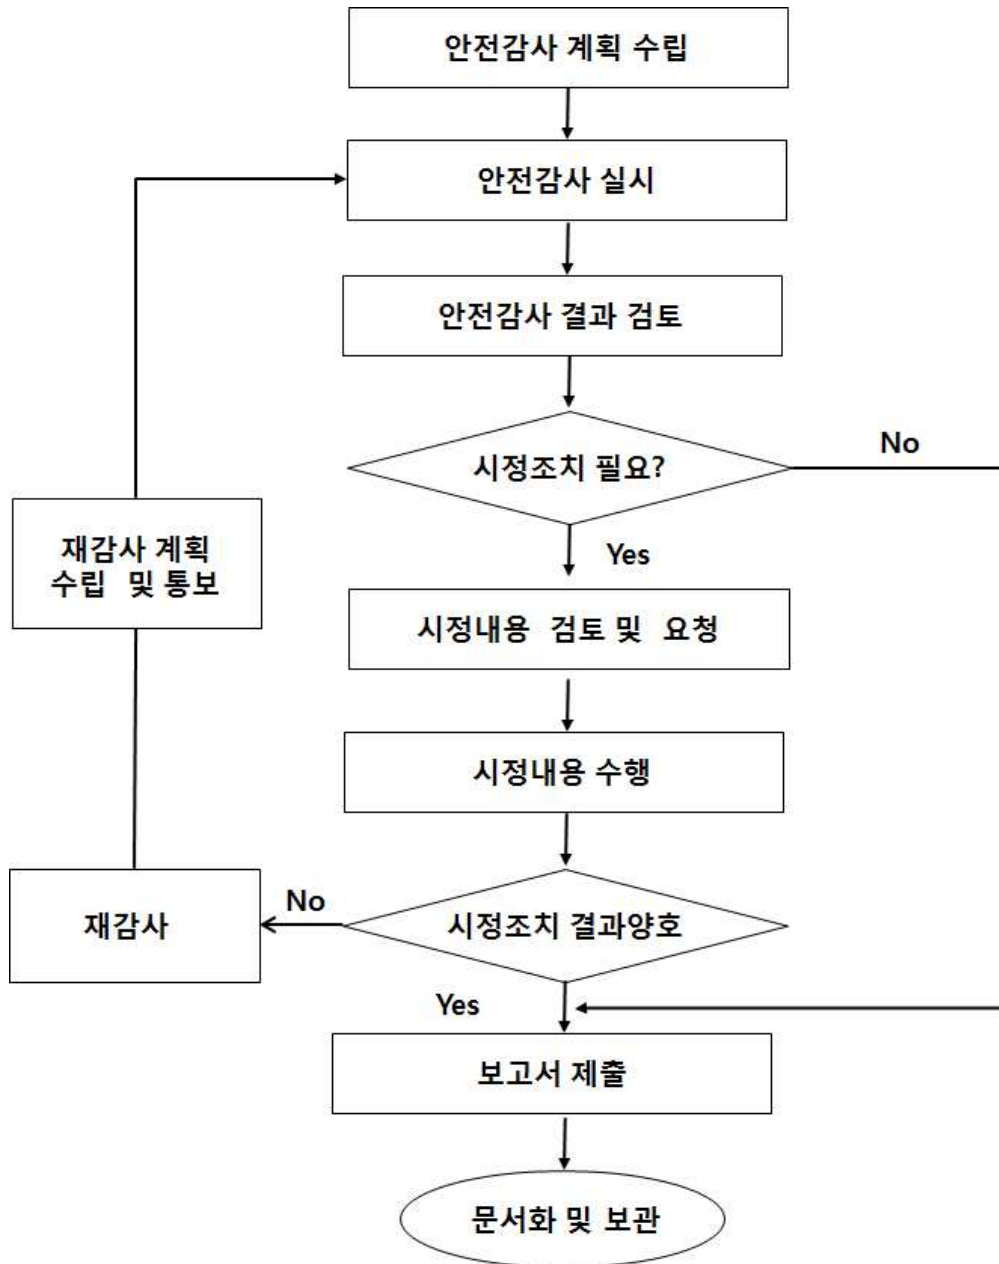 안전감사 계획 수립
안전감사 실시
안전감사 결과 검토
시정조치 필요?
No
Yes
재감사 계획
수립 및 통보
시정내용 검토 및 요청
시정내용 수행
재감사
No
시정조치 결과양호
Yes
보고서 제출
문서화 및 보관